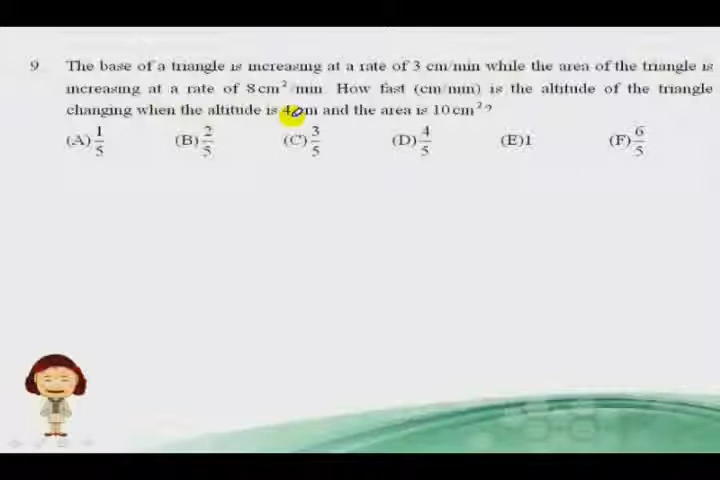 9 The base of a triangle is increasing at a rate of 3 cm/min while the area of the triangle is
increasing at a rate of 8 cm²/min. How fast (cm/min) is the altitude of the triangle
changing when the altitude is 4 cm and the area is 10 cm²?
(A) 1/5 (B) 2/5 (C) 3/5 (D) 4/5 (E) 1 (F) 6/5